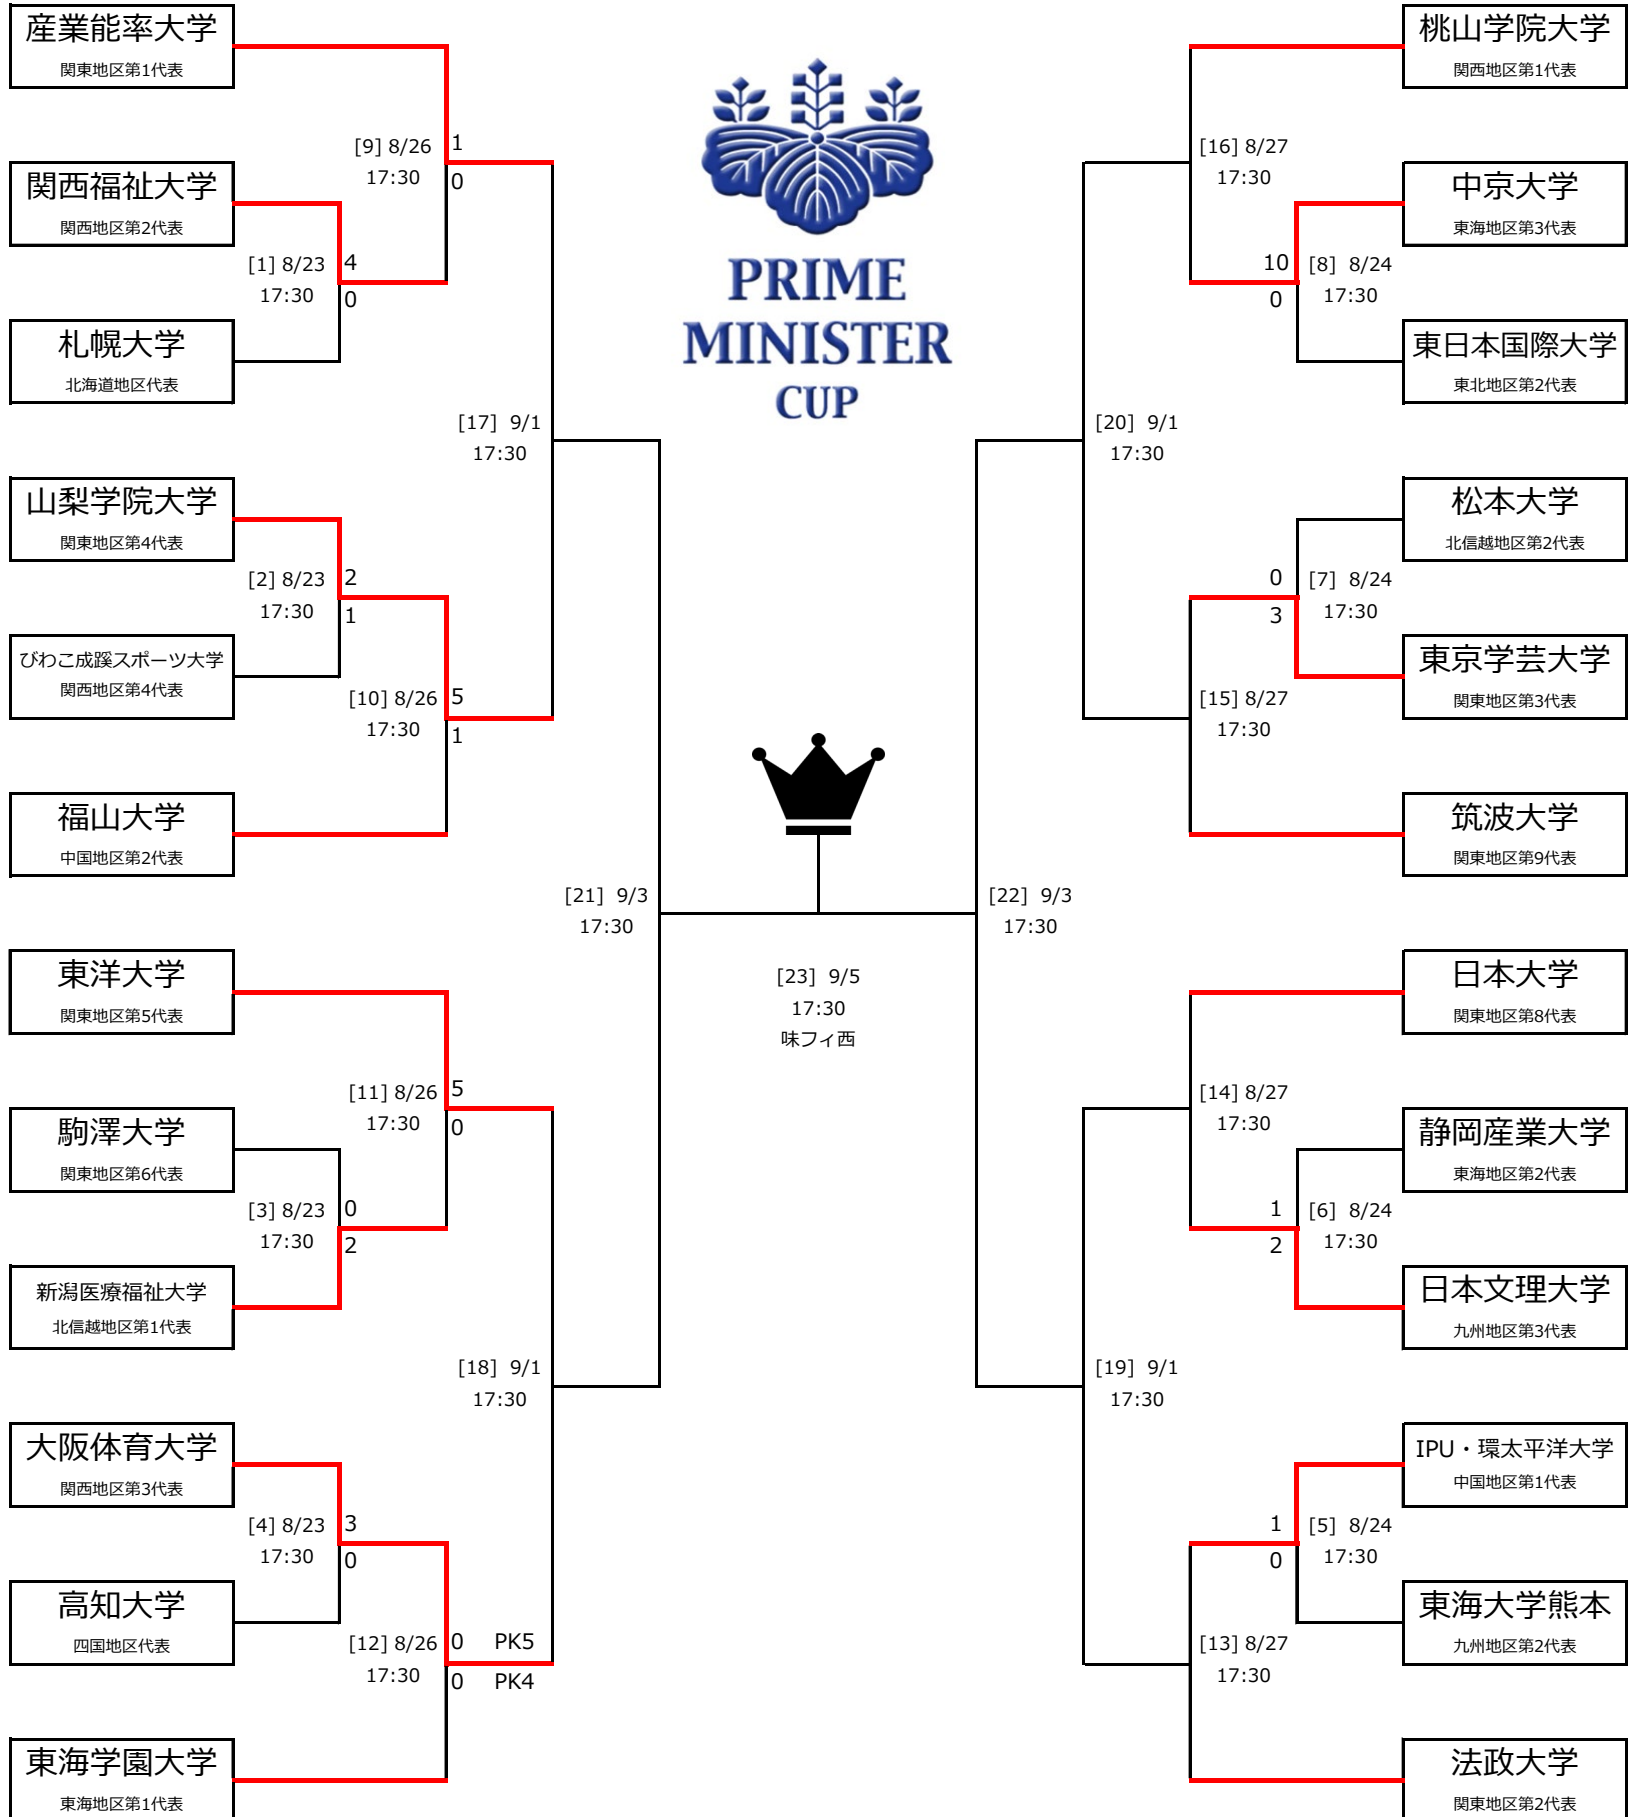 産業能率大学
関東地区第1代表
[9] 8/26
17:30
1
0
関西福祉大学
関西地区第2代表
[1] 8/23
17:30
4
0
札幌大学
北海道地区代表
[17] 9/1
17:30
山梨学院大学
関東地区第4代表
[2] 8/23
17:30
2
1
びわこ成蹊スポーツ大学
関西地区第4代表
[10] 8/26
17:30
5
1
福山大学
中国地区第2代表
[21] 9/3
17:30
東洋大学
関東地区第5代表
[11] 8/26
17:30
5
0
駒澤大学
関東地区第6代表
[3] 8/23
17:30
0
2
新潟医療福祉大学
北信越地区第1代表
[18] 9/1
17:30
大阪体育大学
関西地区第3代表
[4] 8/23
17:30
3
0
高知大学
四国地区代表
[12] 8/26
17:30
0 PK5
0 PK4
東海学園大学
東海地区第1代表
PRIME
MINISTER
CUP
[23] 9/5
17:30
味フィ西
桃山学院大学
関西地区第1代表
[16] 8/27
17:30
中京大学
東海地区第3代表
10
0
[8] 8/24
17:30
東日本国際大学
東北地区第2代表
[20] 9/1
17:30
松本大学
北信越地区第2代表
0
3
[7] 8/24
17:30
東京学芸大学
関東地区第3代表
[15] 8/27
17:30
筑波大学
関東地区第9代表
[22] 9/3
17:30
日本大学
関東地区第8代表
[14] 8/27
17:30
静岡産業大学
東海地区第2代表
1
2
[6] 8/24
17:30
日本文理大学
九州地区第3代表
[19] 9/1
17:30
IPU・環太平洋大学
中国地区第1代表
1
0
[5] 8/24
17:30
東海大学熊本
九州地区第2代表
[13] 8/27
17:30
法政大学
関東地区第2代表